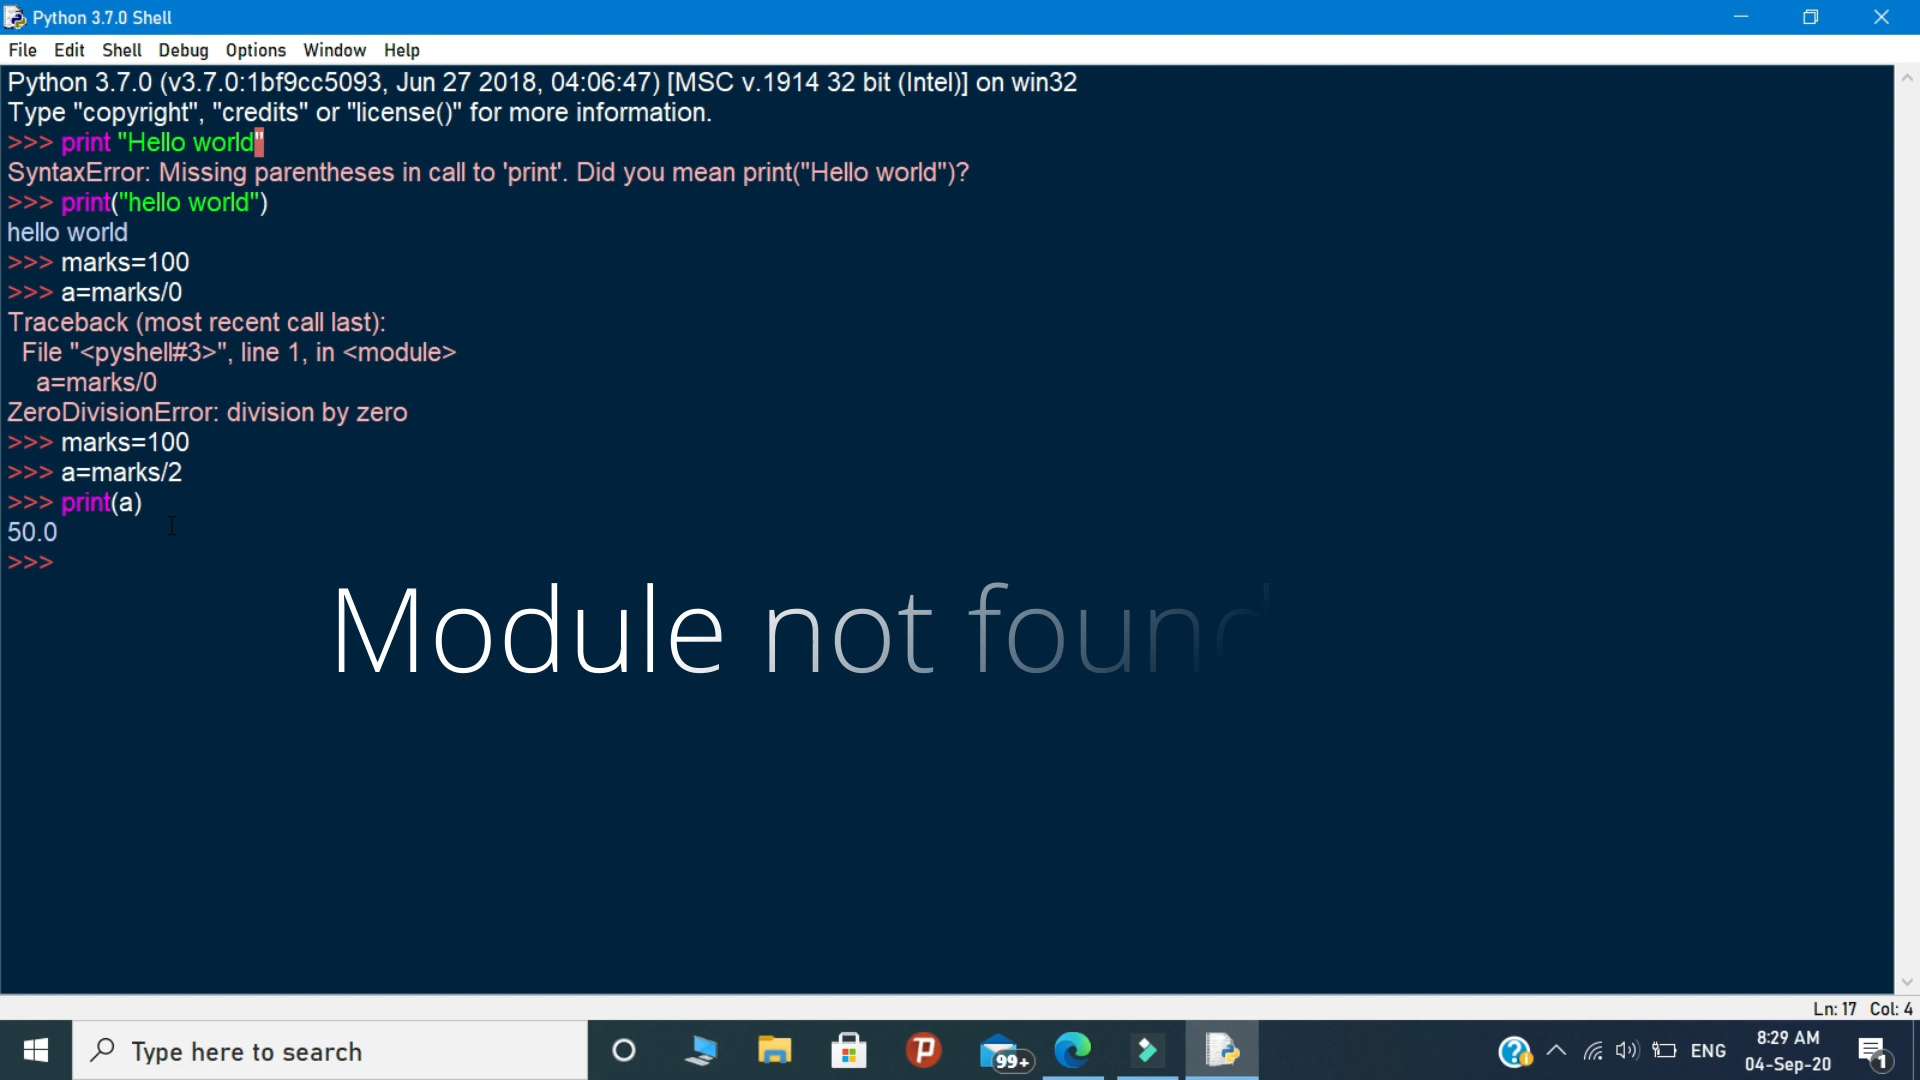 Python 3.7.0 Shell
File Edit Shell Debug Options Window Help
Python 3.7.0 (v3.7.0:1bf9cc5093, Jun 27 2018, 04:06:47) [MSC v.1914 32 bit (Intel)] on win32
Type "copyright", "credits" or "license()" for more information.
>>> print "Hello world"
SyntaxError: Missing parentheses in call to 'print'. Did you mean print("Hello world")?
>>> print("hello world")
hello world
>>> marks=100
>>> a=marks/0
Traceback (most recent call last):
  File "<pyshell#3>", line 1, in <module>
    a=marks/0
ZeroDivisionError: division by zero
>>> marks=100
>>> a=marks/2
>>> print(a)
50.0
>>>
Module not found
Ln: 17 Col: 4
Type here to search
99+
ENG
8:29 AM
04-Sep-20
1